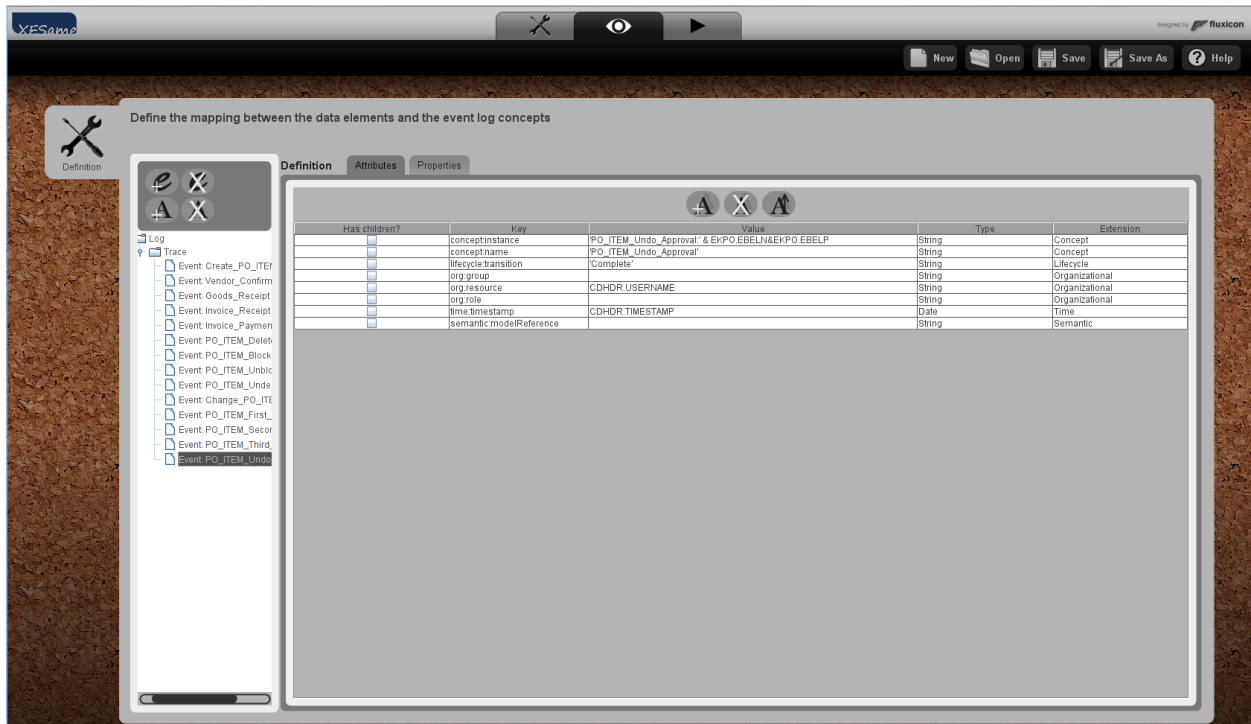 XESame
designed by fluxicon
New Open Save Save As Help
Define the mapping between the data elements and the event log concepts
Definition
Definition Attributes Properties
Has children? Key Value Type Extension
concept:instance 'PO_ITEM_Undo_Approval:' & EKPO.EBELN&EKPO.EBELP String Concept
concept:name 'PO_ITEM_Undo_Approval' String Concept
lifecycle:transition 'Complete' String Lifecycle
org:group String Organizational
org:resource CDHDR.USERNAME String Organizational
org:role String Organizational
time:timestamp CDHDR.TIMESTAMP Date Time
semantic:modelReference String Semantic
Log
Trace
Event: Create_PO_ITE
Event: Vendor_Confirm
Event: Goods_Receipt
Event: Invoice_Receipt
Event: Invoice_Paymen
Event: PO_ITEM_Delet
Event: PO_ITEM_Block
Event: PO_ITEM_Unblo
Event: PO_ITEM_Unde
Event: Change_PO_ITE
Event: PO_ITEM_First_
Event: PO_ITEM_Secon
Event: PO_ITEM_Third_
Event: PO_ITEM_Undo